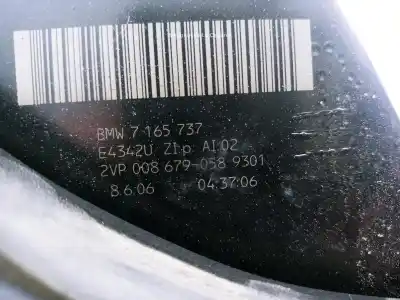 BMW 7 165 737
E4342U ZI.p AI 02
2VP 008 679-058 9301
8.6.06 04:37:06